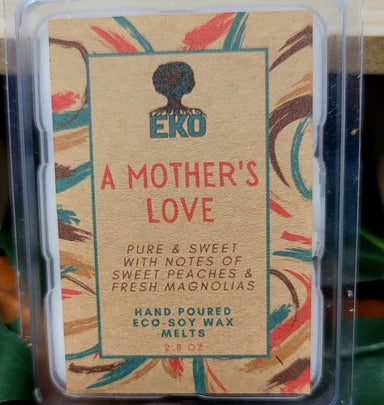 EKO
A MOTHER'S
LOVE
PURE & SWEET
WITH NOTES OF
SWEET PEACHES &
FRESH MAGNOLIAS
HAND POURED
ECO-SOY WAX
MELTS
2.8 OZ